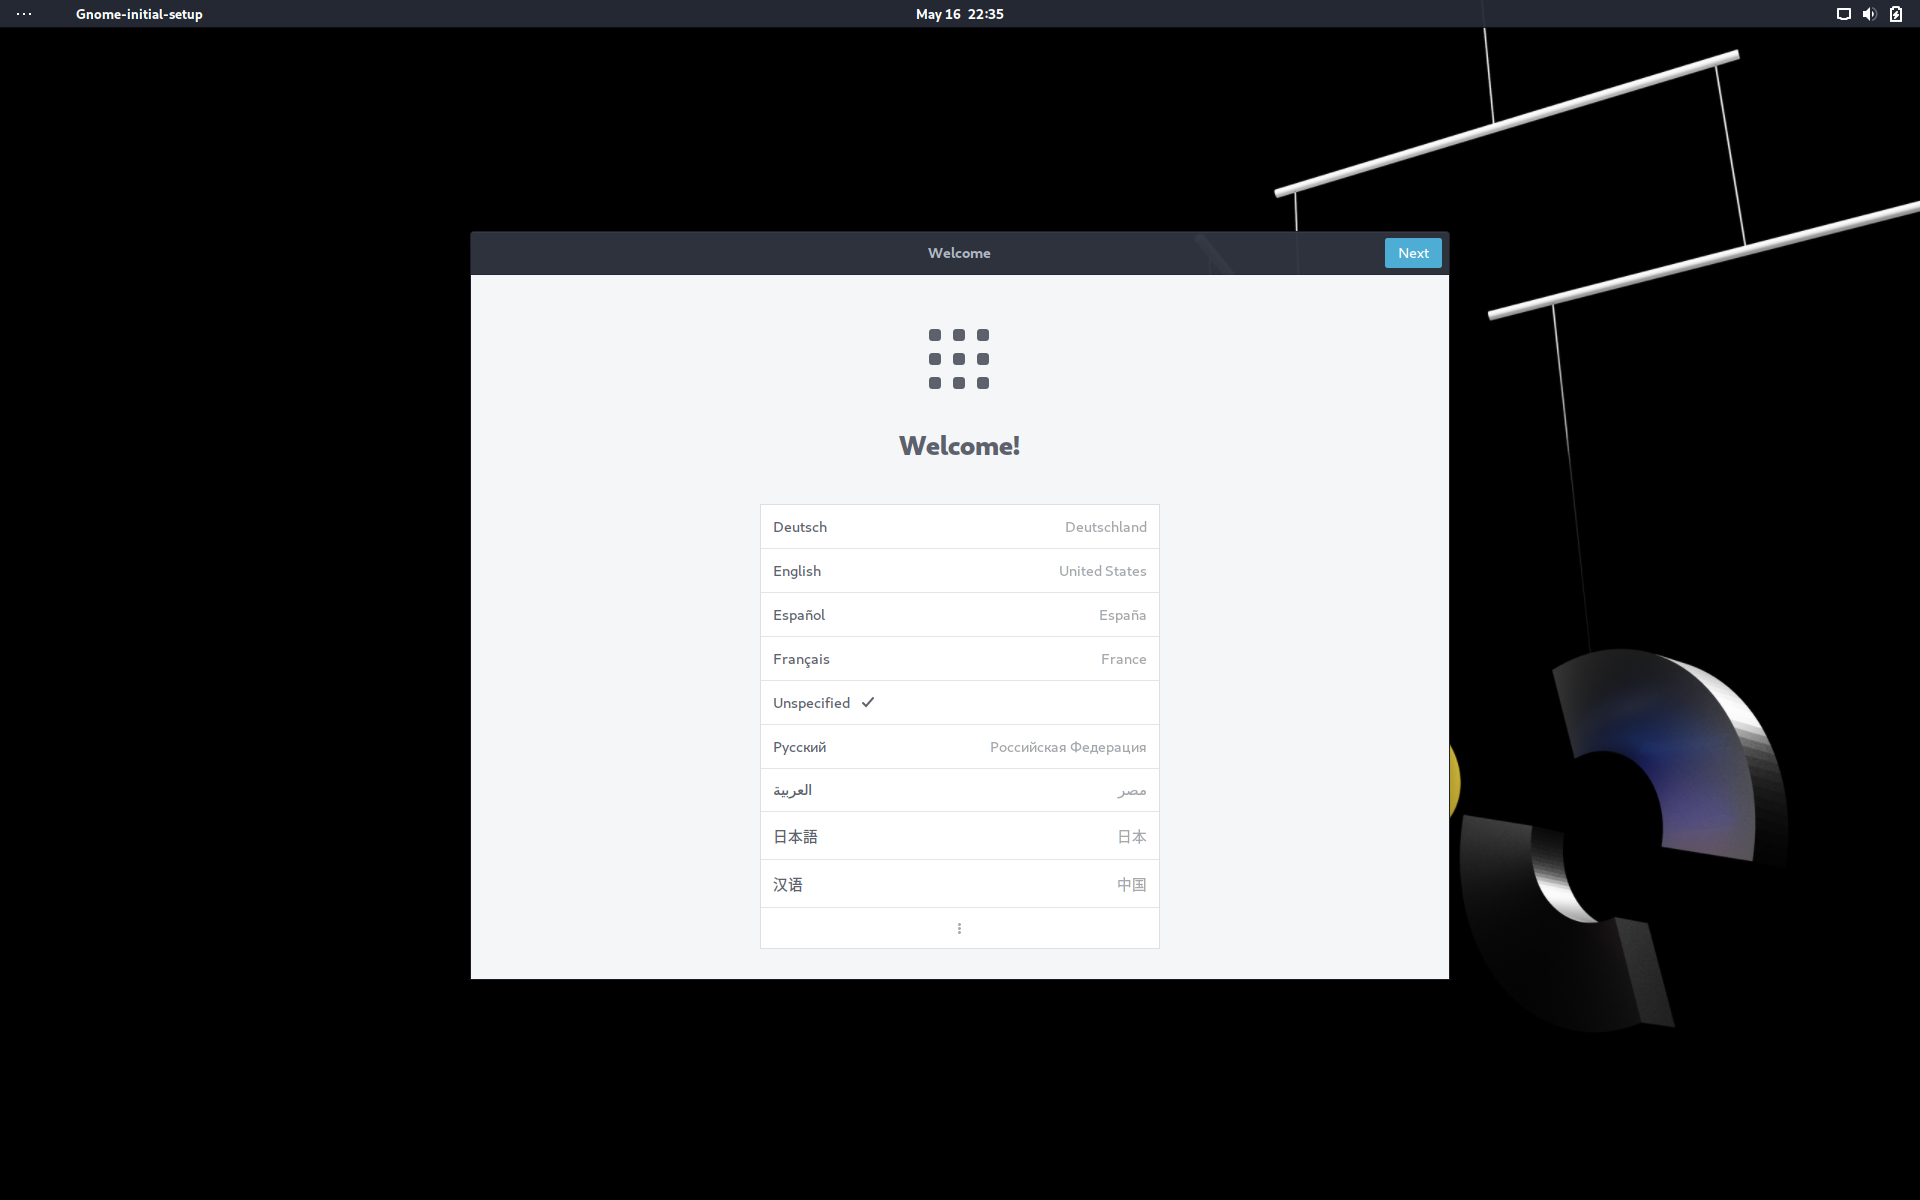 Gnome-initial-setup May 16 22:35
Welcome Next
Welcome!
Deutsch Deutschland
English United States
Español España
Français France
Unspecified
Русский Российская Федерация
العربية مصر
日本語 日本
汉语 中国